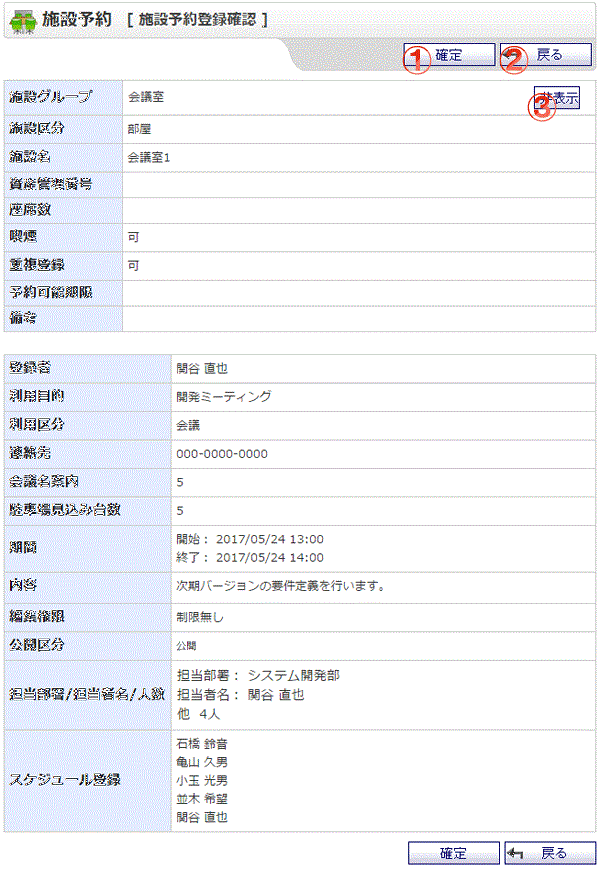 施設予約 [ 施設予約登録確認 ]
① 確定 ② 戻る
施設グループ 会議室 ③ 非表示
施設区分 部屋
施設名 会議室1
資産管理番号
座席数
喫煙 可
重複登録 可
予約可能期限
備考
登録者 関谷 直也
利用目的 開発ミーティング
利用区分 会議
連絡先 000-0000-0000
会議名案内 5
駐車場見込み台数 5
期間 開始: 2017/05/24 13:00
終了: 2017/05/24 14:00
内容 次期バージョンの要件定義を行います。
編集権限 制限無し
公開区分 公開
担当部署/担当者名/人数 担当部署: システム開発部
担当者名: 関谷 直也
他 4人
スケジュール登録 石橋 鈴音
亀山 久男
小玉 光男
並木 希望
関谷 直也
確定 戻る